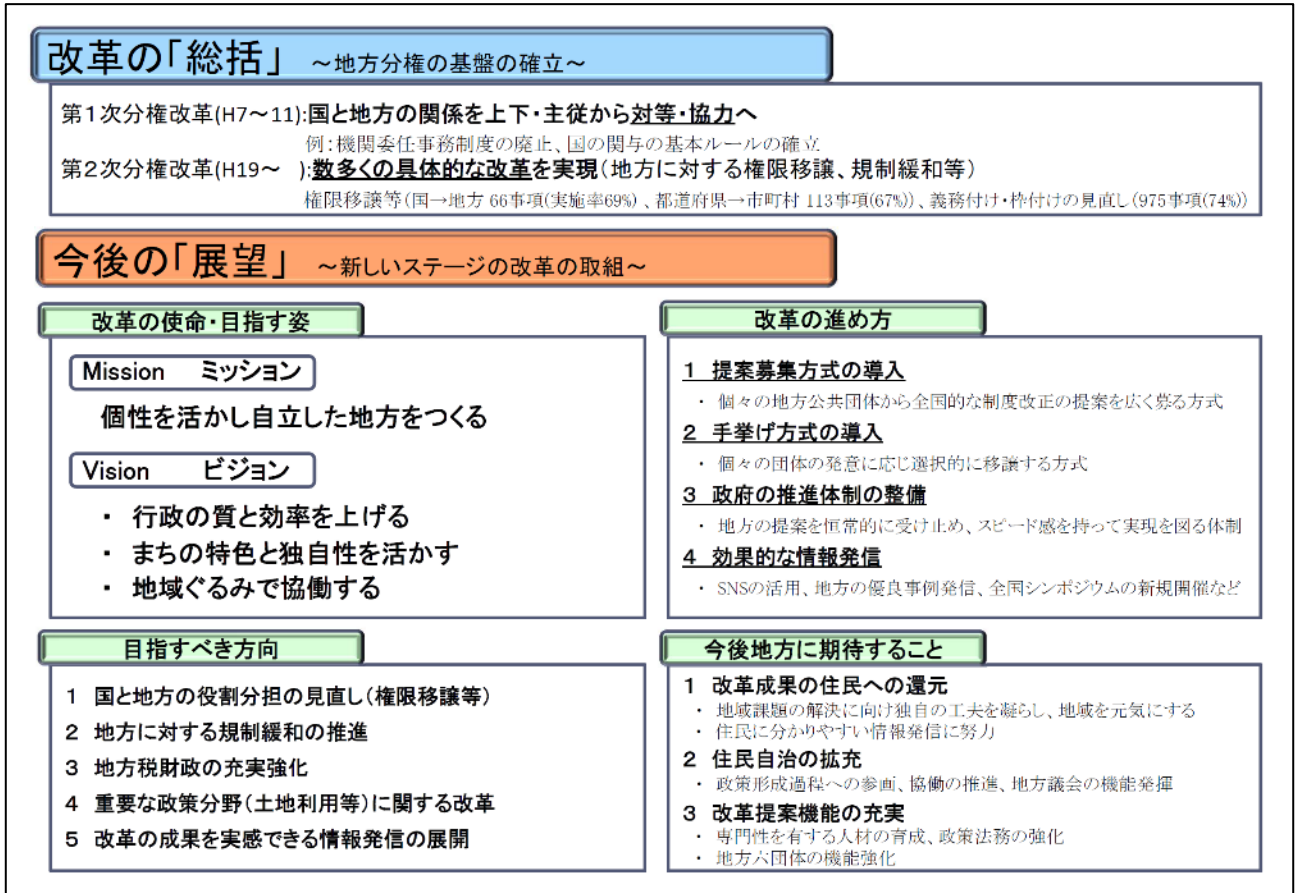 改革の「総括」 ～地方分権の基盤の確立～
第1次分権改革(H7～11):国と地方の関係を上下・主従から対等・協力へ
例:機関委任事務制度の廃止、国の関与の基本ルールの確立
第2次分権改革(H19～ ):数多くの具体的な改革を実現(地方に対する権限移譲、規制緩和等)
権限移譲等(国→地方 66事項(実施率69%)、都道府県→市町村 113事項(67%))、義務付け・枠付けの見直し(975事項(74%))
今後の「展望」 ～新しいステージの改革の取組～
改革の使命・目指す姿
Mission ミッション
個性を活かし自立した地方をつくる
Vision ビジョン
・ 行政の質と効率を上げる
・ まちの特色と独自性を活かす
・ 地域ぐるみで協働する
改革の進め方
1 提案募集方式の導入
・ 個々の地方公共団体から全国的な制度改正の提案を広く募る方式
2 手挙げ方式の導入
・ 個々の団体の発意に応じ選択的に移譲する方式
3 政府の推進体制の整備
・ 地方の提案を恒常的に受け止め、スピード感を持って実現を図る体制
4 効果的な情報発信
・ SNSの活用、地方の優良事例発信、全国シンポジウムの新規開催など
目指すべき方向
1 国と地方の役割分担の見直し(権限移譲等)
2 地方に対する規制緩和の推進
3 地方税財政の充実強化
4 重要な政策分野(土地利用等)に関する改革
5 改革の成果を実感できる情報発信の展開
今後地方に期待すること
1 改革成果の住民への還元
・ 地域課題の解決に向け独自の工夫を凝らし、地域を元気にする
・ 住民に分かりやすい情報発信に努力
2 住民自治の拡充
・ 政策形成過程への参画、協働の推進、地方議会の機能発揮
3 改革提案機能の充実
・ 専門性を有する人材の育成、政策法務の強化
・ 地方六団体の機能強化